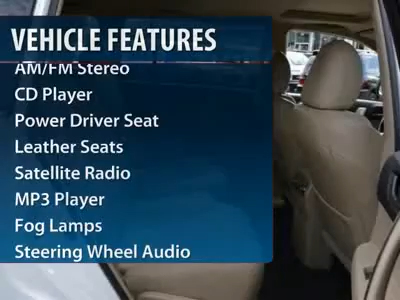 VEHICLE FEATURES
AM/FM Stereo
CD Player
Power Driver Seat
Leather Seats
Satellite Radio
MP3 Player
Fog Lamps
Steering Wheel Audio